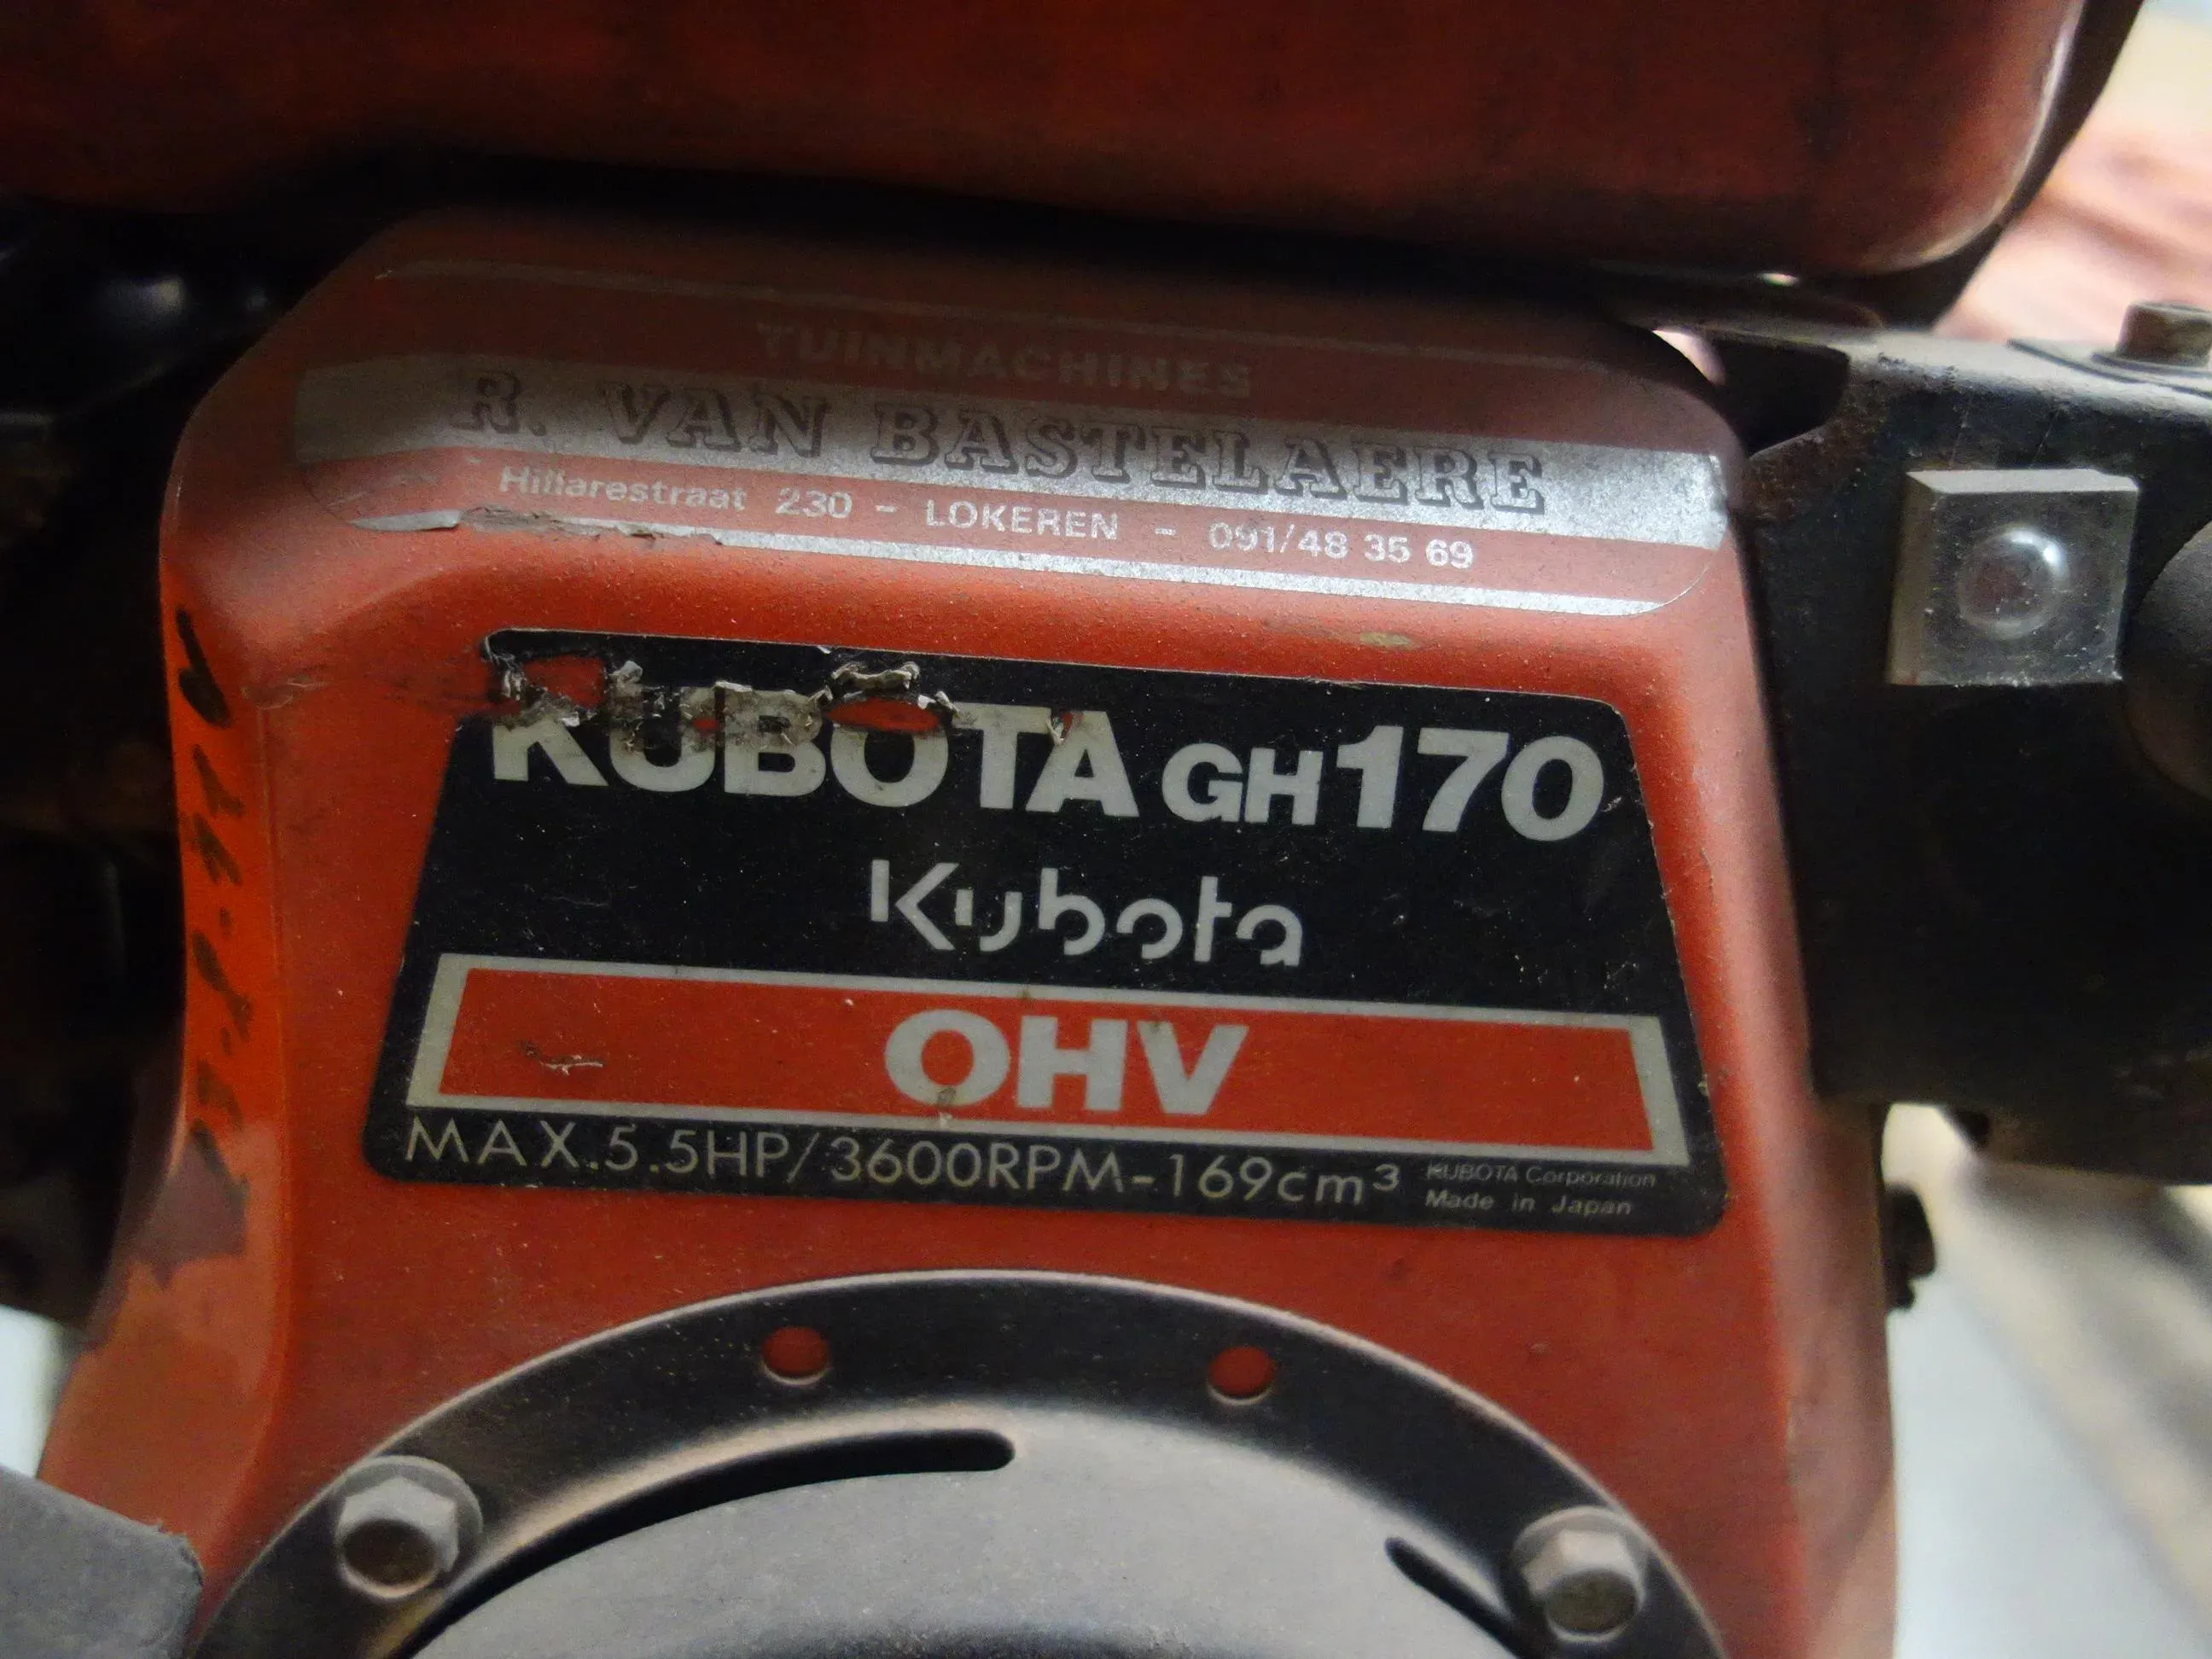 TUINMACHINES
R. VAN BASTELAERE
Hillarestraat 230 - LOKEREN - 091/48 35 69
KUBOTA GH170
Kubota
OHV
MAX.5.5HP/3600RPM-169cm³
KUBOTA Corporation
Made in Japan